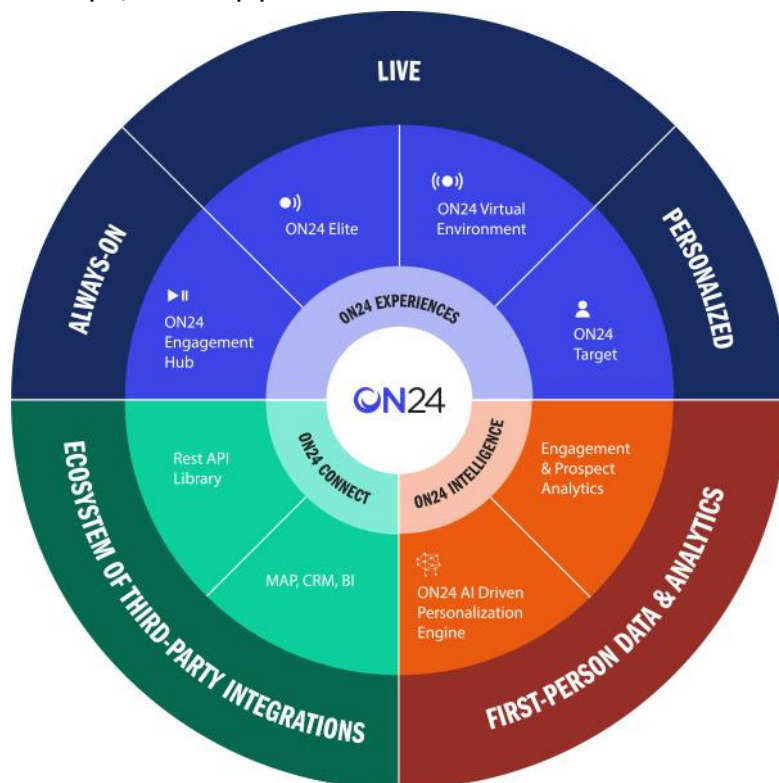 LIVE
ALWAYS-ON
PERSONALIZED
ON24 Elite
ON24 Virtual
Environment
ON24
Engagement
Hub
ON24
Target
ON24 EXPERIENCES
ON24
ON24 CONNECT
ON24 INTELLIGENCE
Rest API
Library
MAP, CRM, BI
Engagement
& Prospect
Analytics
ON24 AI Driven
Personalization
Engine
ECOSYSTEM OF THIRD-PARTY INTEGRATIONS
FIRST-PERSON DATA & ANALYTICS